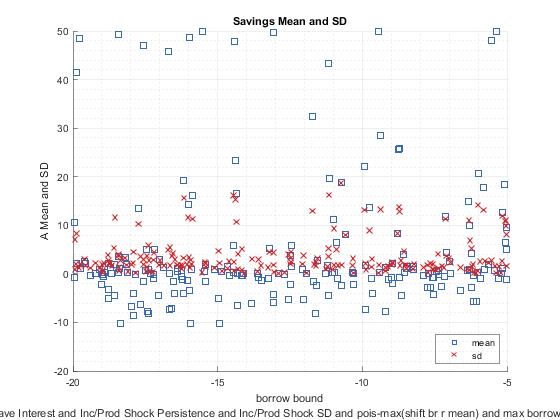 Savings Mean and SD
50
40
30
20
10
0
-10
-20
A Mean and SD
-20
-15
-10
-5
borrow bound
mean
sd
ave Interest and Inc/Prod Shock Persistence and Inc/Prod Shock SD and pois-max(shift br r mean) and max borrow